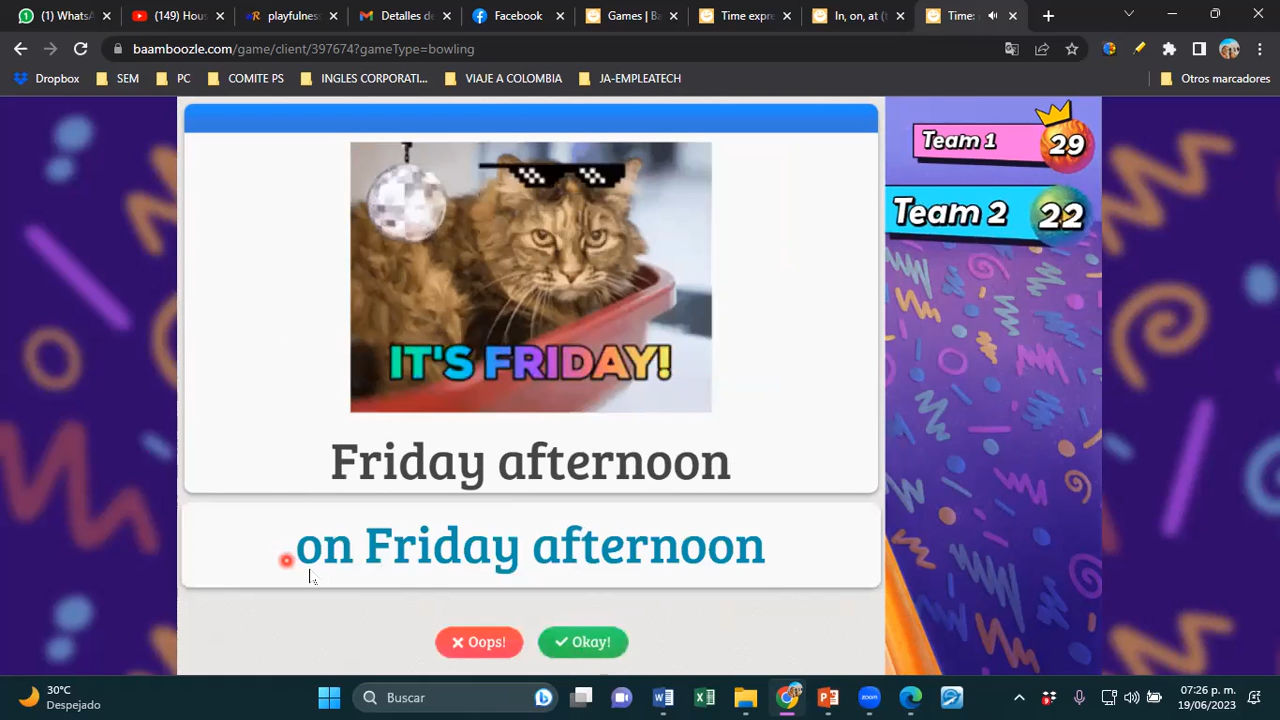 (1) WhatsA
(149) Hous
playfulness
Detalles de
Facebook
Games | Ba
Time expre
In, on, at (t
Time:
baamboozle.com/game/client/397674?gameType=bowling
Dropbox
SEM
PC
COMITE PS
INGLES CORPORATI...
VIAJE A COLOMBIA
JA-EMPLEATECH
Otros marcadores
IT'S FRIDAY!
Friday afternoon
on Friday afternoon
Oops!
Okay!
Team 1
29
Team 2
22
30°C
Despejado
Buscar
07:26 p. m.
19/06/2023